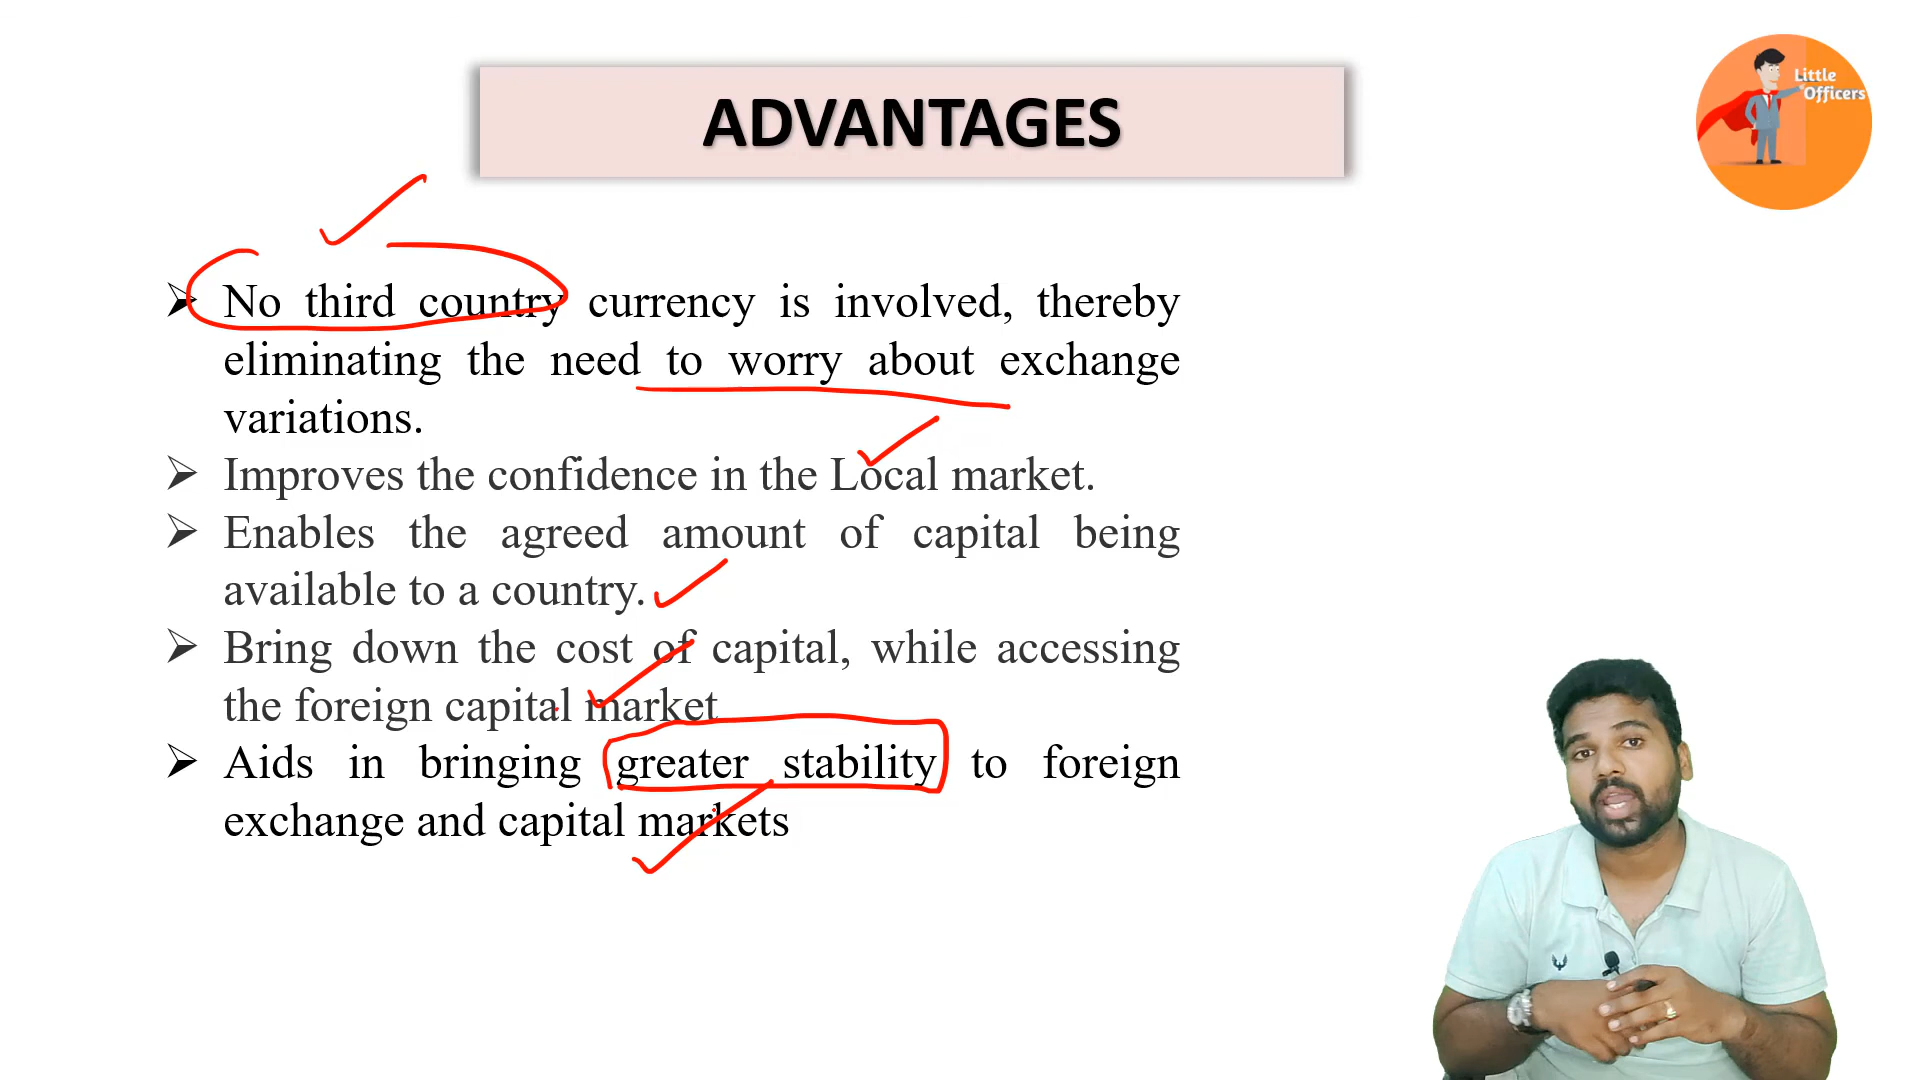 ADVANTAGES
Little
Officers
➢ No third country currency is involved, thereby
eliminating the need to worry about exchange
variations.
➢ Improves the confidence in the Local market.
➢ Enables the agreed amount of capital being
available to a country.
➢ Bring down the cost of capital, while accessing
the foreign capital market
➢ Aids in bringing greater stability to foreign
exchange and capital markets